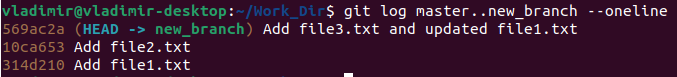 vladimir@vladimir-desktop:~/Work_Dir$ git log master..new_branch --oneline
569ac2a (HEAD -> new_branch) Add file3.txt and updated file1.txt
10ca653 Add file2.txt
314d210 Add file1.txt